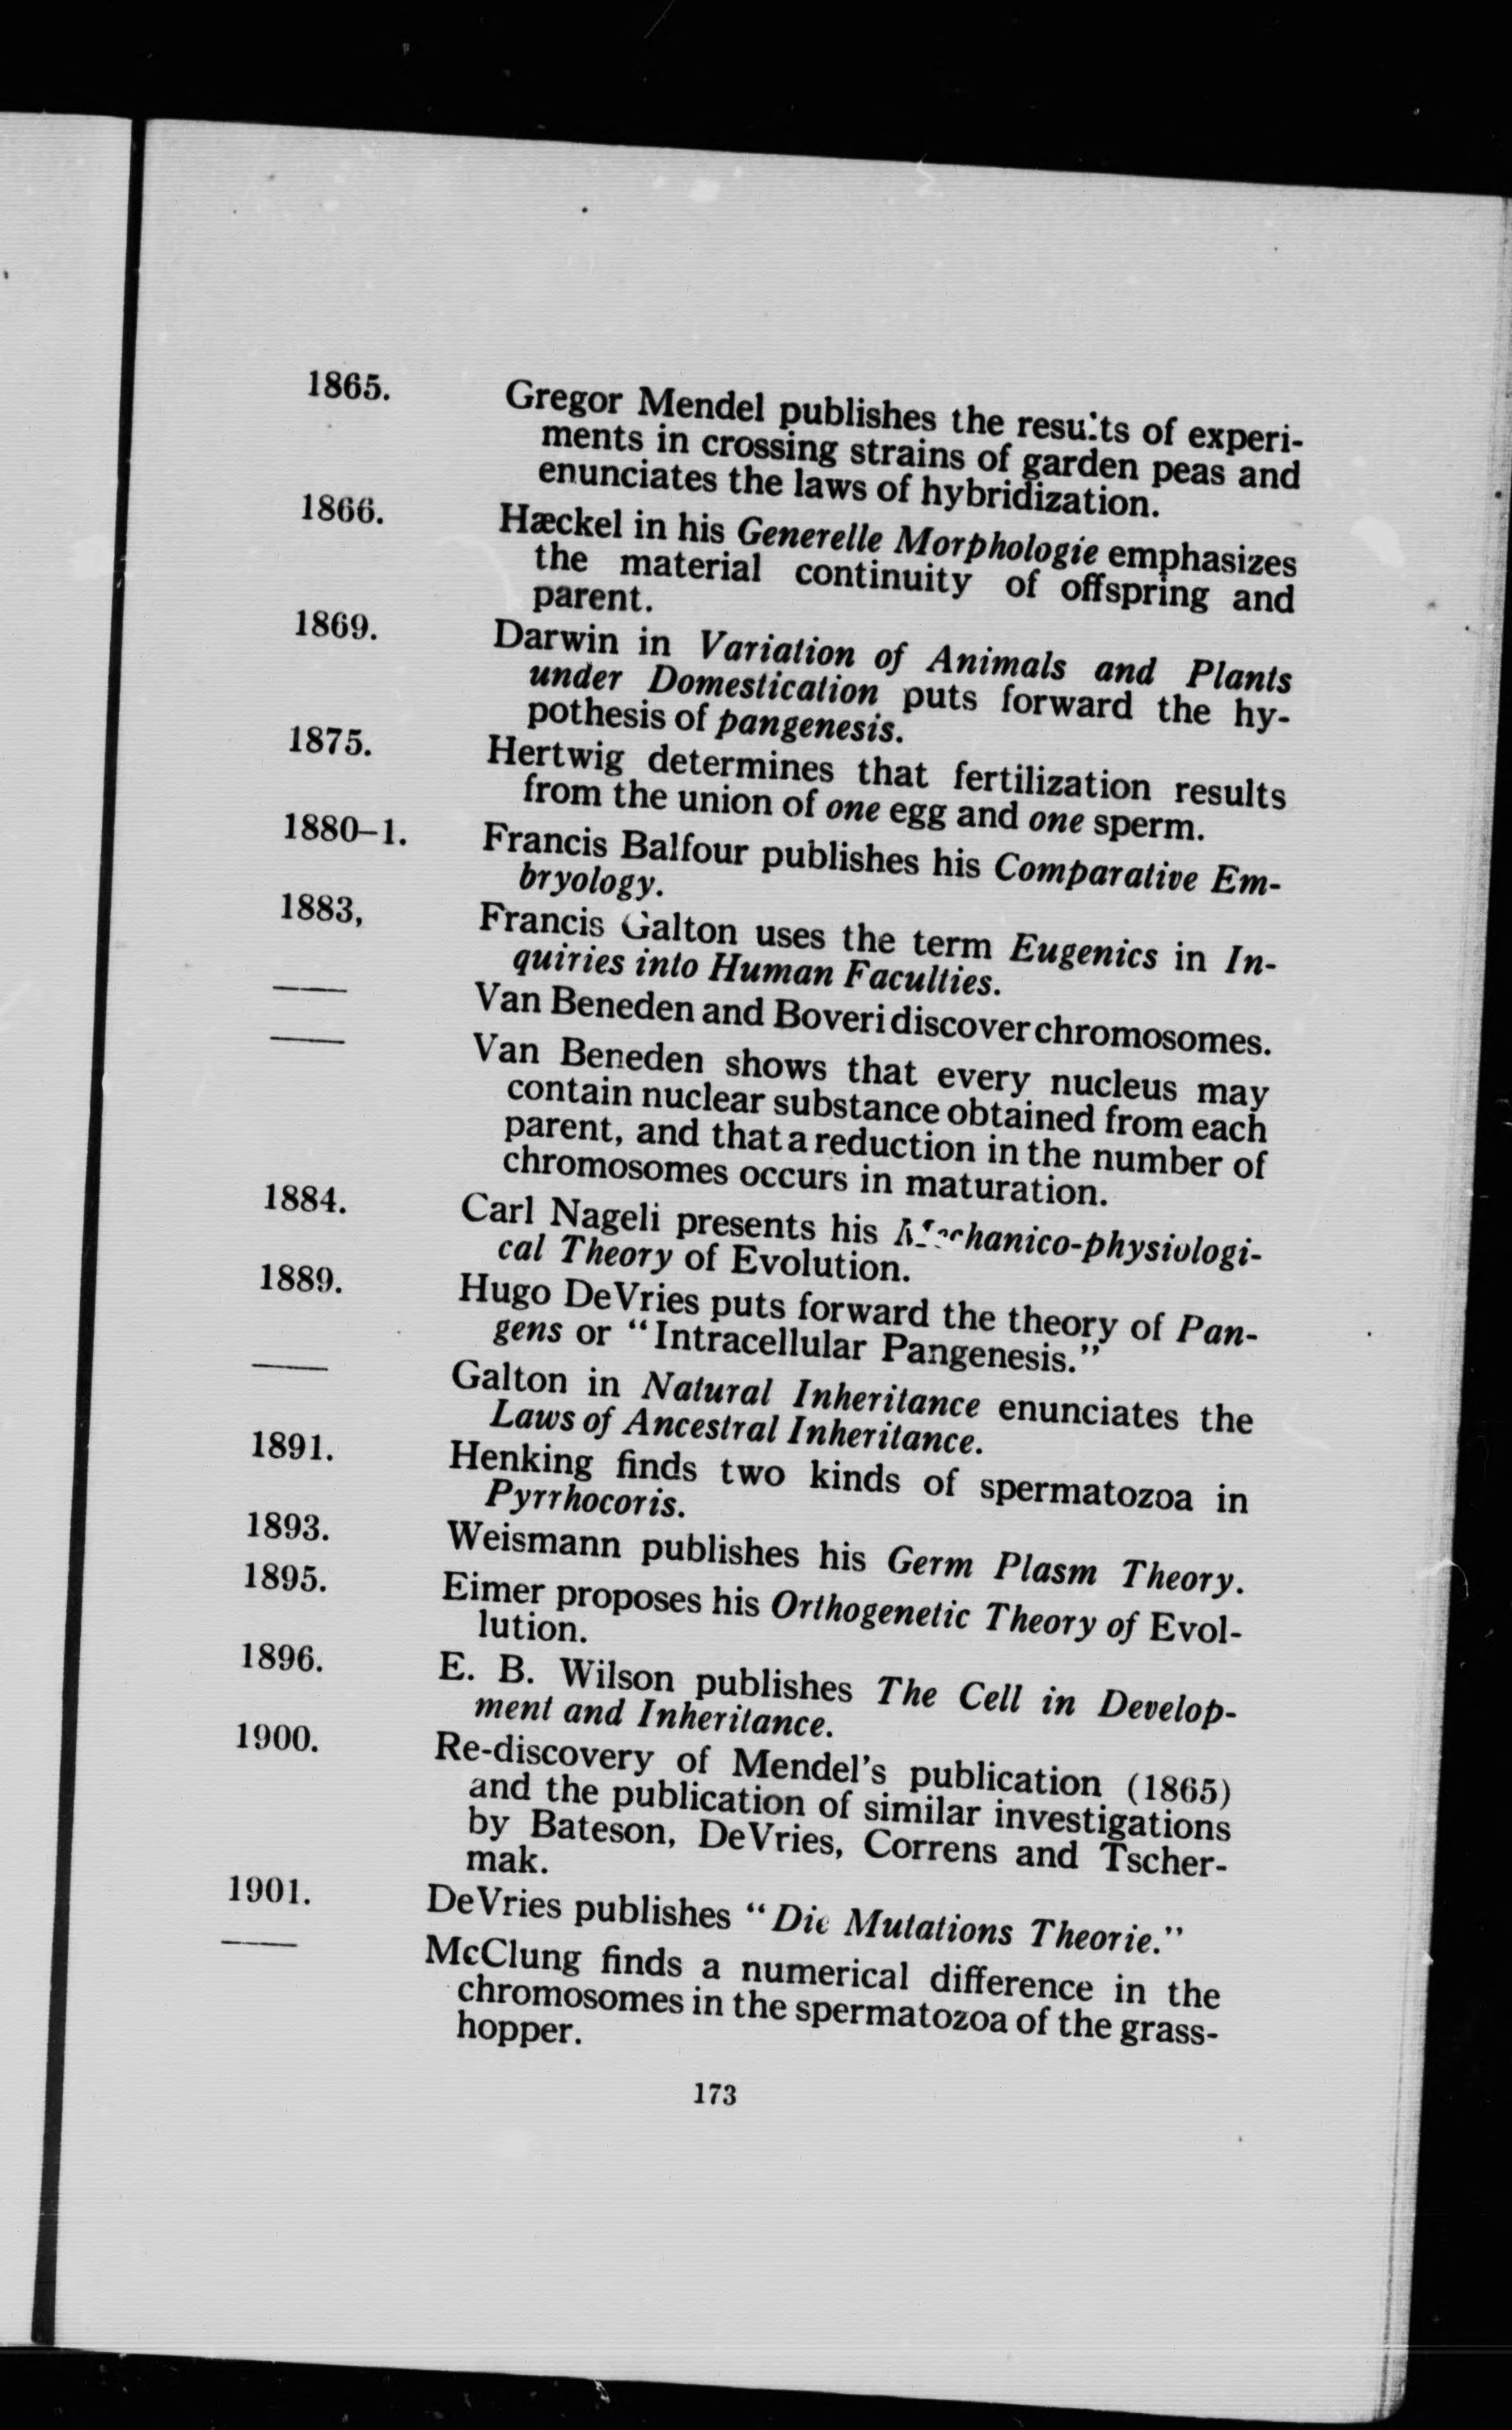 1865. Gregor Mendel publishes the results of experi-
ments in crossing strains of garden peas and
enunciates the laws of hybridization.
1866. Hæckel in his Generelle Morphologie emphasizes
the material continuity of offspring and
parent.
1869. Darwin in Variation of Animals and Plants
under Domestication puts forward the hy-
pothesis of pangenesis.
1875. Hertwig determines that fertilization results
from the union of one egg and one sperm.
1880–1. Francis Balfour publishes his Comparative Em-
bryology.
1883, Francis Galton uses the term Eugenics in In-
quiries into Human Faculties.
—— Van Beneden and Boveri discover chromosomes.
—— Van Beneden shows that every nucleus may
contain nuclear substance obtained from each
parent, and that a reduction in the number of
chromosomes occurs in maturation.
1884. Carl Nageli presents his Mechanico-physiologi-
cal Theory of Evolution.
1889. Hugo DeVries puts forward the theory of Pan-
gens or "Intracellular Pangenesis."
—— Galton in Natural Inheritance enunciates the
Laws of Ancestral Inheritance.
1891. Henking finds two kinds of spermatozoa in
Pyrrhocoris.
1893. Weismann publishes his Germ Plasm Theory.
1895. Eimer proposes his Orthogenetic Theory of Evol-
lution.
1896. E. B. Wilson publishes The Cell in Develop-
ment and Inheritance.
1900. Re-discovery of Mendel's publication (1865)
and the publication of similar investigations
by Bateson, DeVries, Correns and Tscher-
mak.
1901. DeVries publishes "Die Mutations Theorie."
—— McClung finds a numerical difference in the
chromosomes in the spermatozoa of the grass-
hopper.
173